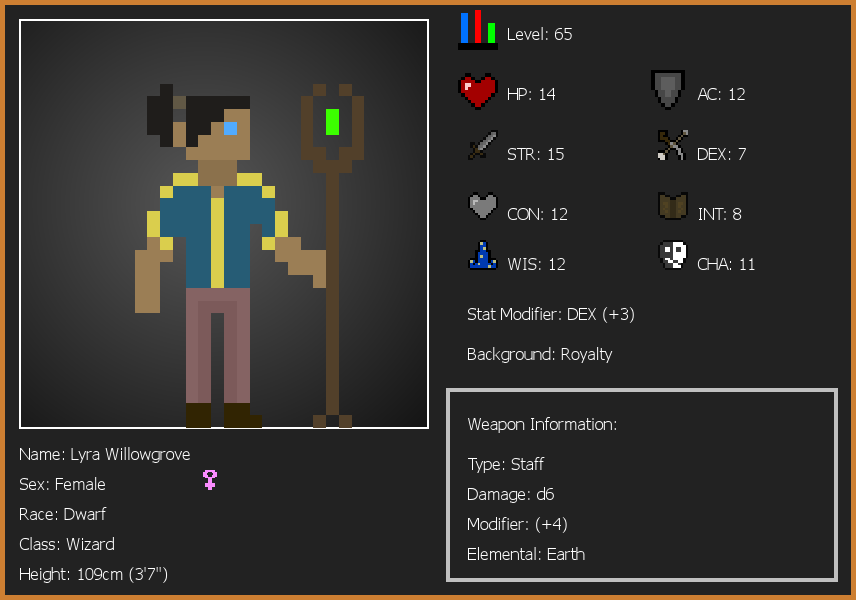 Level: 65
HP: 14
AC: 12
STR: 15
DEX: 7
CON: 12
INT: 8
WIS: 12
CHA: 11
Stat Modifier: DEX (+3)
Background: Royalty
Weapon Information:
Type: Staff
Damage: d6
Modifier: (+4)
Elemental: Earth
Name: Lyra Willowgrove
Sex: Female
Race: Dwarf
Class: Wizard
Height: 109cm (3'7")